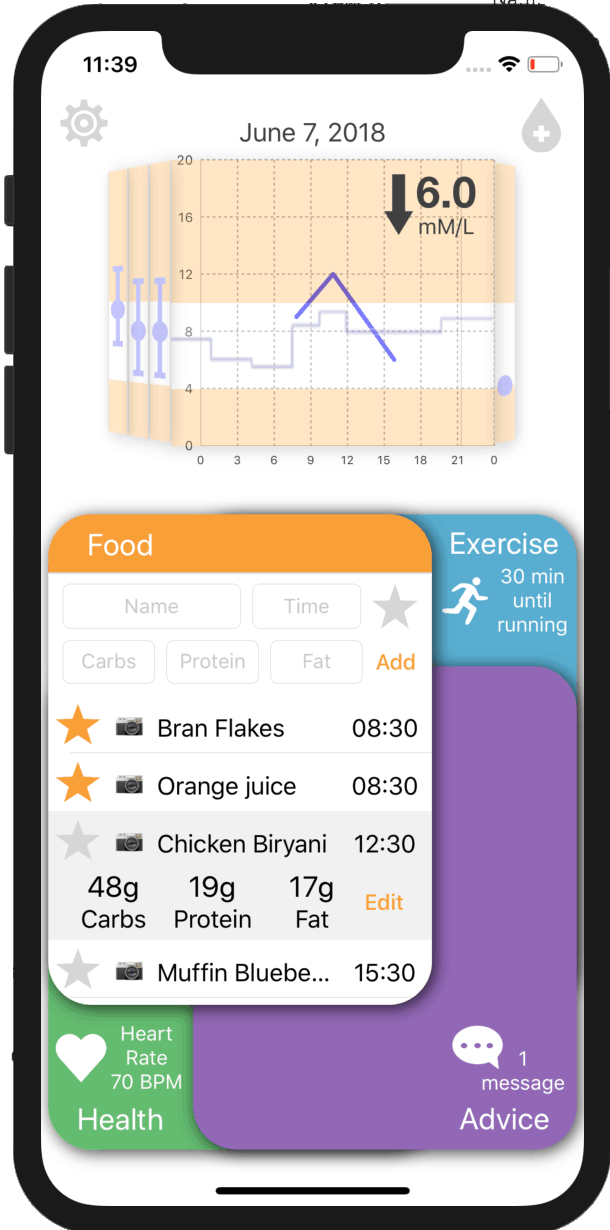 11:39
June 7, 2018
20
16
12
8
4
0
6.0
mM/L
0 3 6 9 12 15 18 21 0
Food
Name Time
Carbs Protein Fat Add
Bran Flakes 08:30
Orange juice 08:30
Chicken Biryani 12:30
48g 19g 17g
Carbs Protein Fat Edit
Muffin Bluebe... 15:30
Exercise
30 min
until
running
Heart
Rate
70 BPM
Health
1
message
Advice